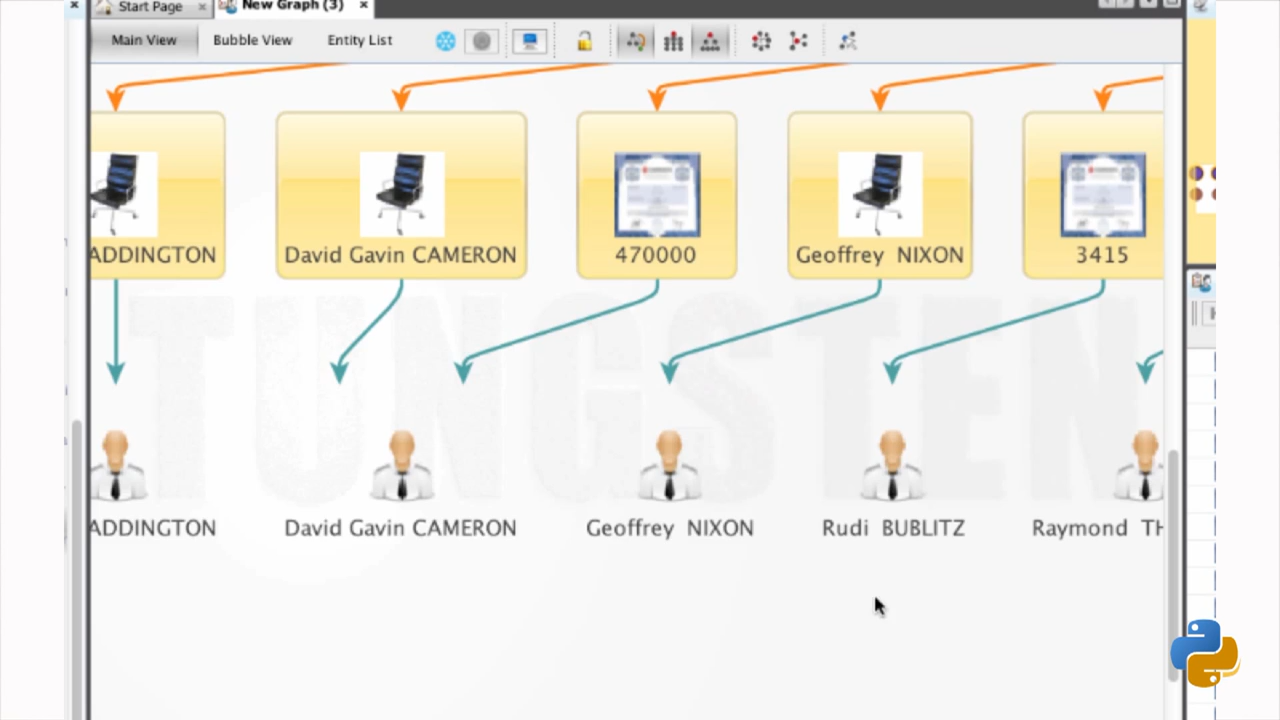 Start Page
New Graph (3)
Main View Bubble View Entity List
ADDINGTON David Gavin CAMERON 470000 Geoffrey NIXON 3415
TUNGSTEN
ADDINGTON David Gavin CAMERON Geoffrey NIXON Rudi BUBLITZ Raymond TH